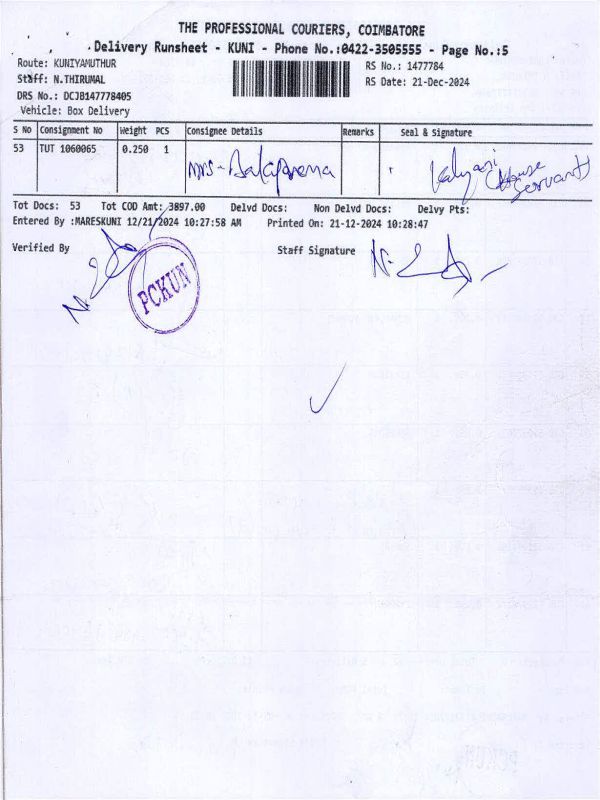 THE PROFESSIONAL COURIERS, COIMBATORE
Delivery Runsheet - KUNI - Phone No.:0422-3505555 - Page No.:5
Route: KUNIYAMUTHUR RS No.: 1477784
Staff: N.THIRUMAL RS Date: 21-Dec-2024
DRS No.: DCJB147778405
Vehicle: Box Delivery
S No Consignment No Weight PCS Consignee Details Remarks Seal & Signature
53 TUT 1060065 0.250 1 Mrs - Balaprema Kalyani
(House
Servant)
Tot Docs: 53 Tot COD Amt: 3897.00 Delvd Docs: Non Delvd Docs: Delvy Pts:
Entered By :MARESKUNI 12/21/2024 10:27:58 AM Printed On: 21-12-2024 10:28:47
Verified By Staff Signature
PCKUN